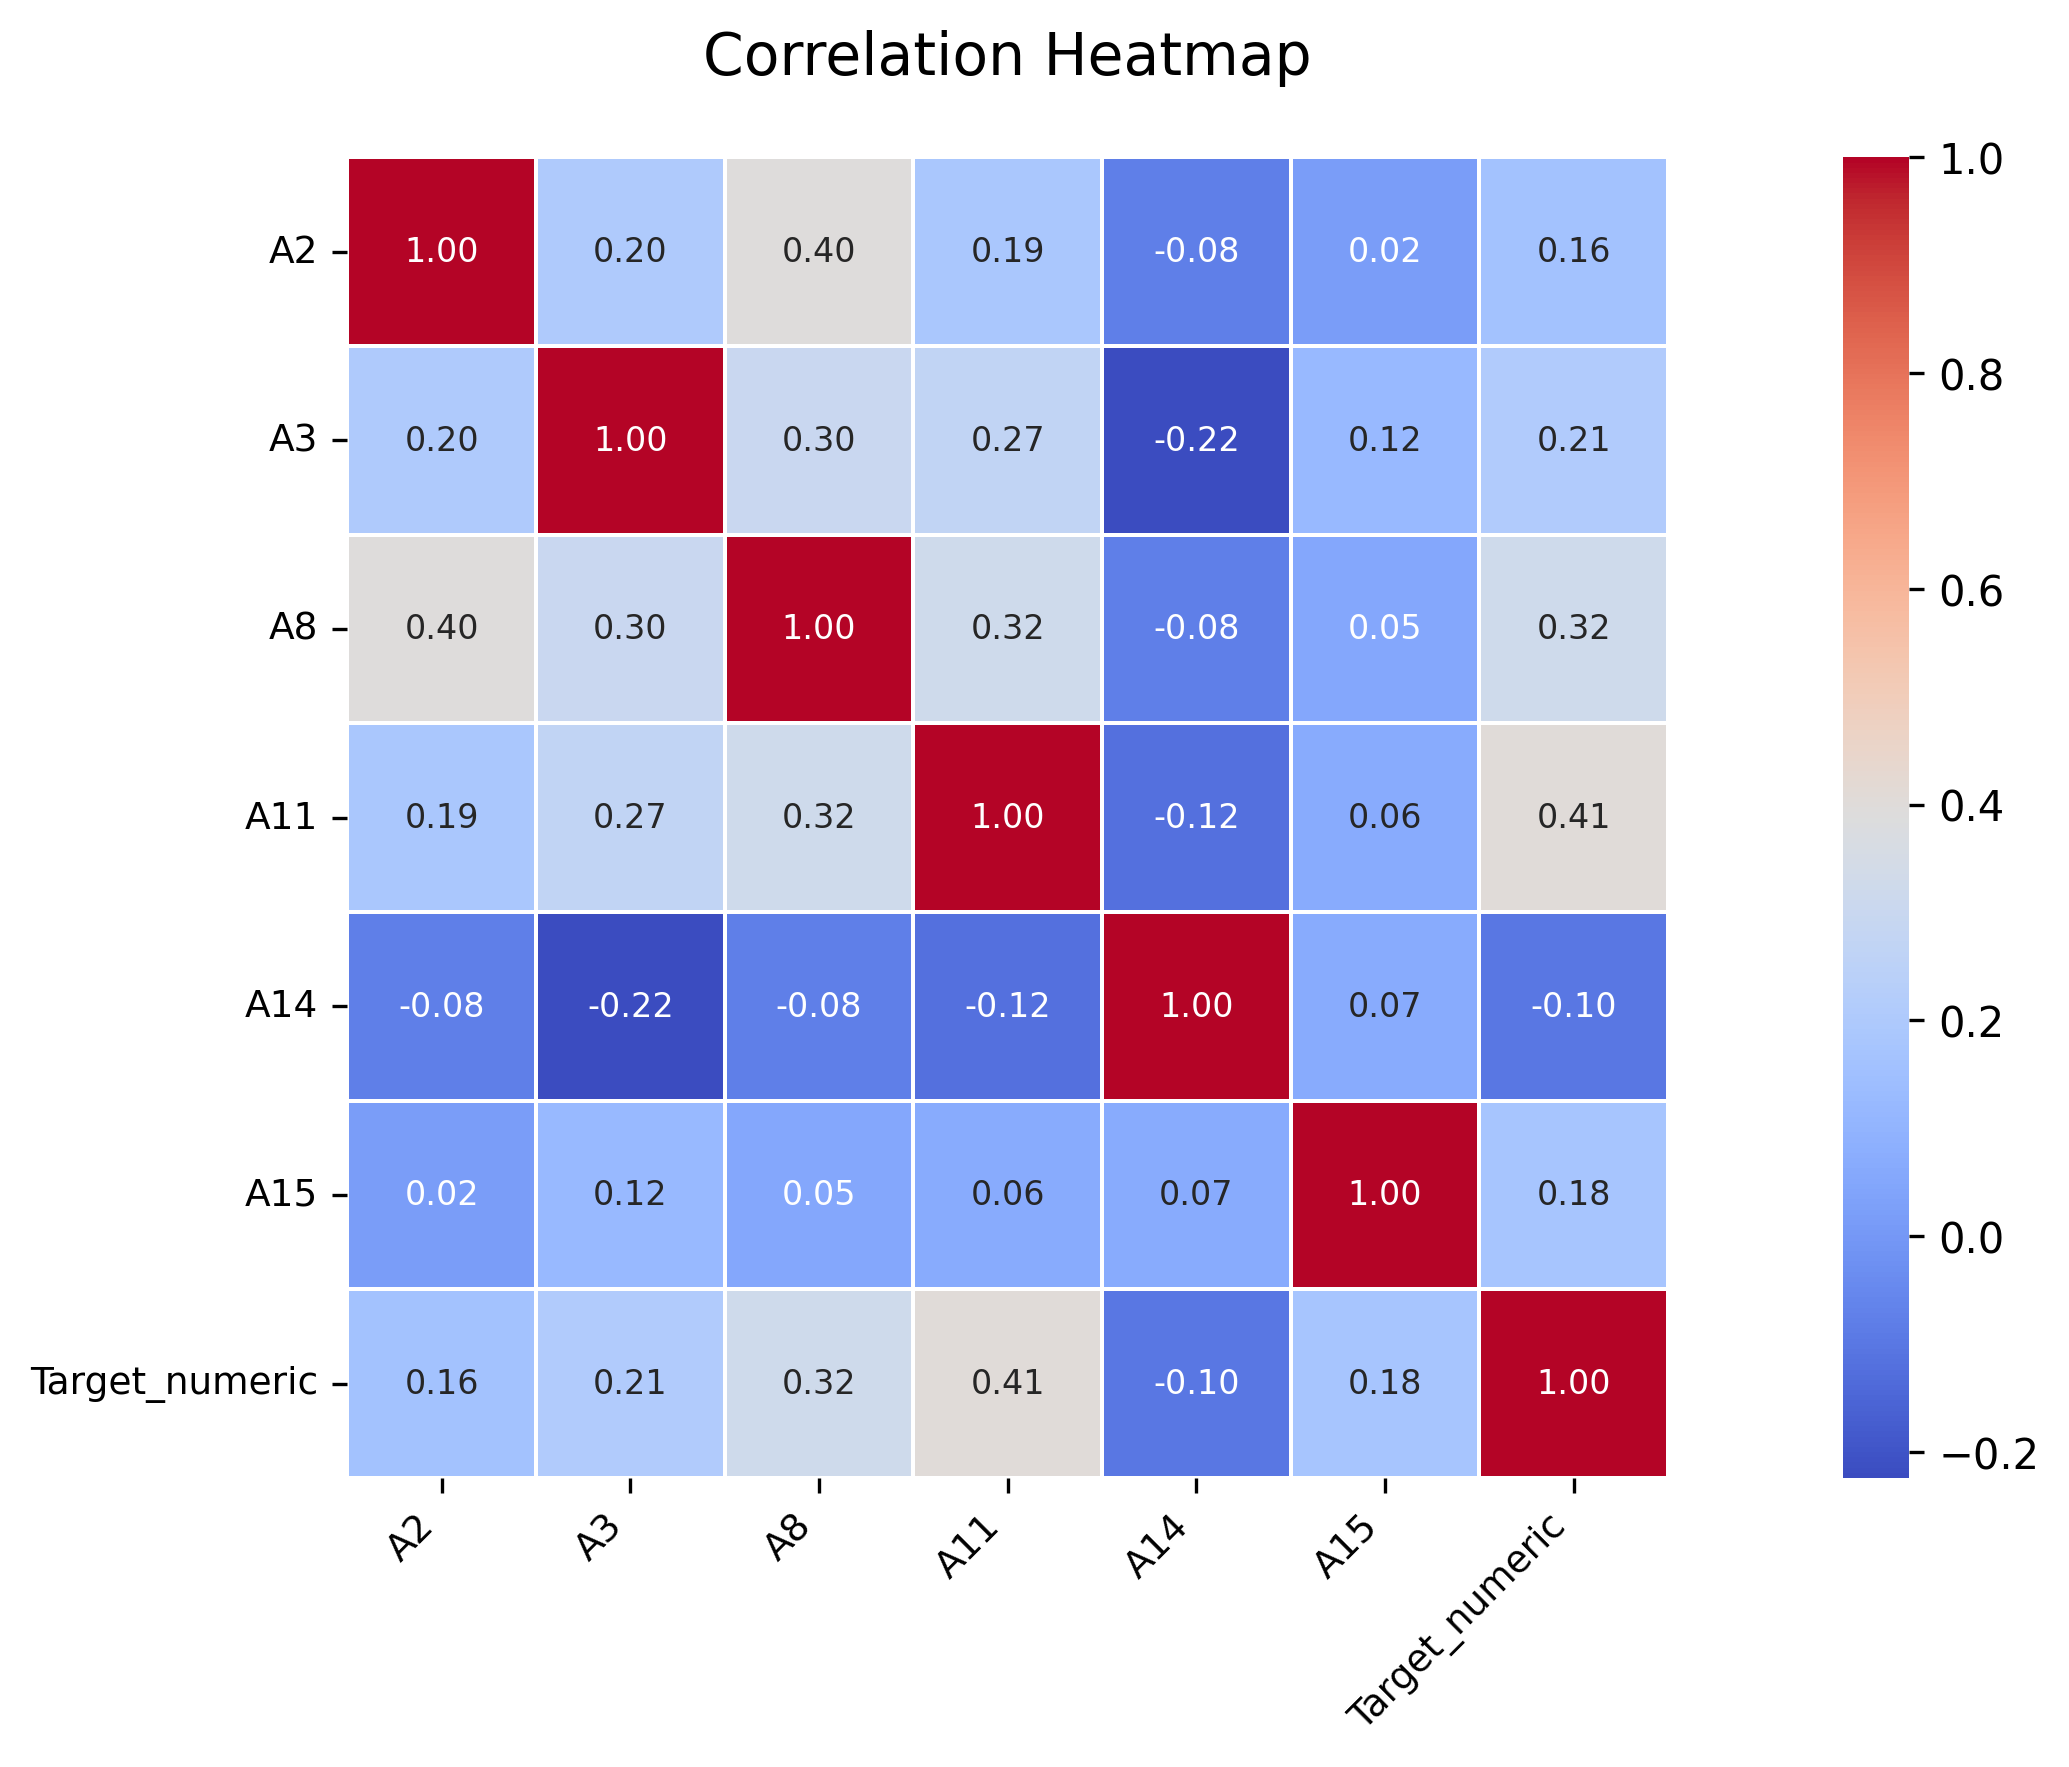 Correlation Heatmap
A2 1.00 0.20 0.40 0.19 -0.08 0.02 0.16
A3 0.20 1.00 0.30 0.27 -0.22 0.12 0.21
A8 0.40 0.30 1.00 0.32 -0.08 0.05 0.32
A11 0.19 0.27 0.32 1.00 -0.12 0.06 0.41
A14 -0.08 -0.22 -0.08 -0.12 1.00 0.07 -0.10
A15 0.02 0.12 0.05 0.06 0.07 1.00 0.18
Target_numeric 0.16 0.21 0.32 0.41 -0.10 0.18 1.00
A2 A3 A8 A11 A14 A15 Target_numeric
1.0
0.8
0.6
0.4
0.2
0.0
−0.2